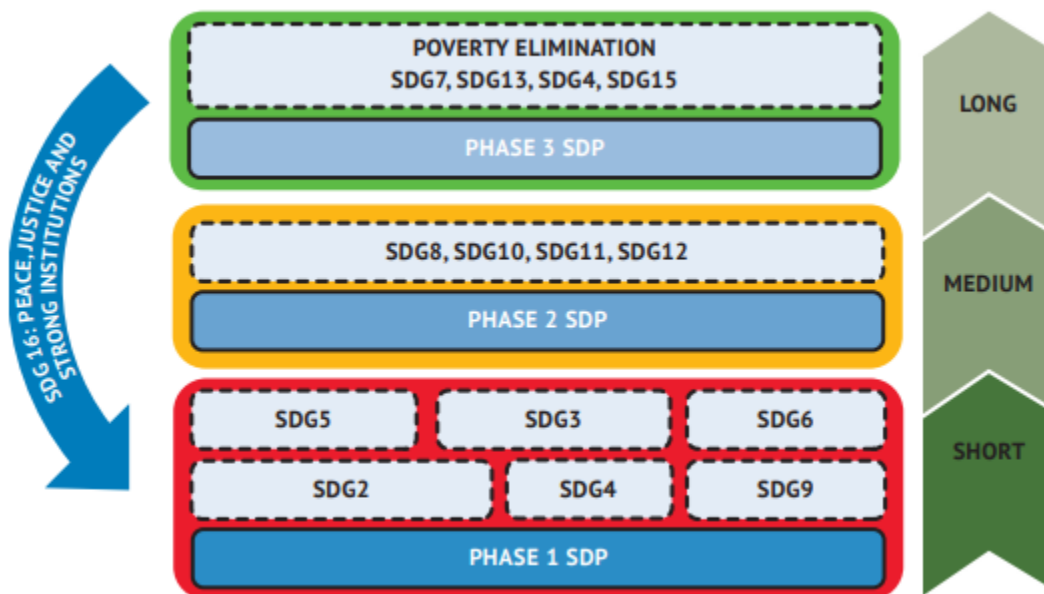 POVERTY ELIMINATION
SDG7, SDG13, SDG4, SDG15
PHASE 3 SDP
LONG
SDG 16: PEACE, JUSTICE AND
STRONG INSTITUTIONS
SDG8, SDG10, SDG11, SDG12
PHASE 2 SDP
MEDIUM
SDG5
SDG3
SDG6
SHORT
SDG2
SDG4
SDG9
PHASE 1 SDP